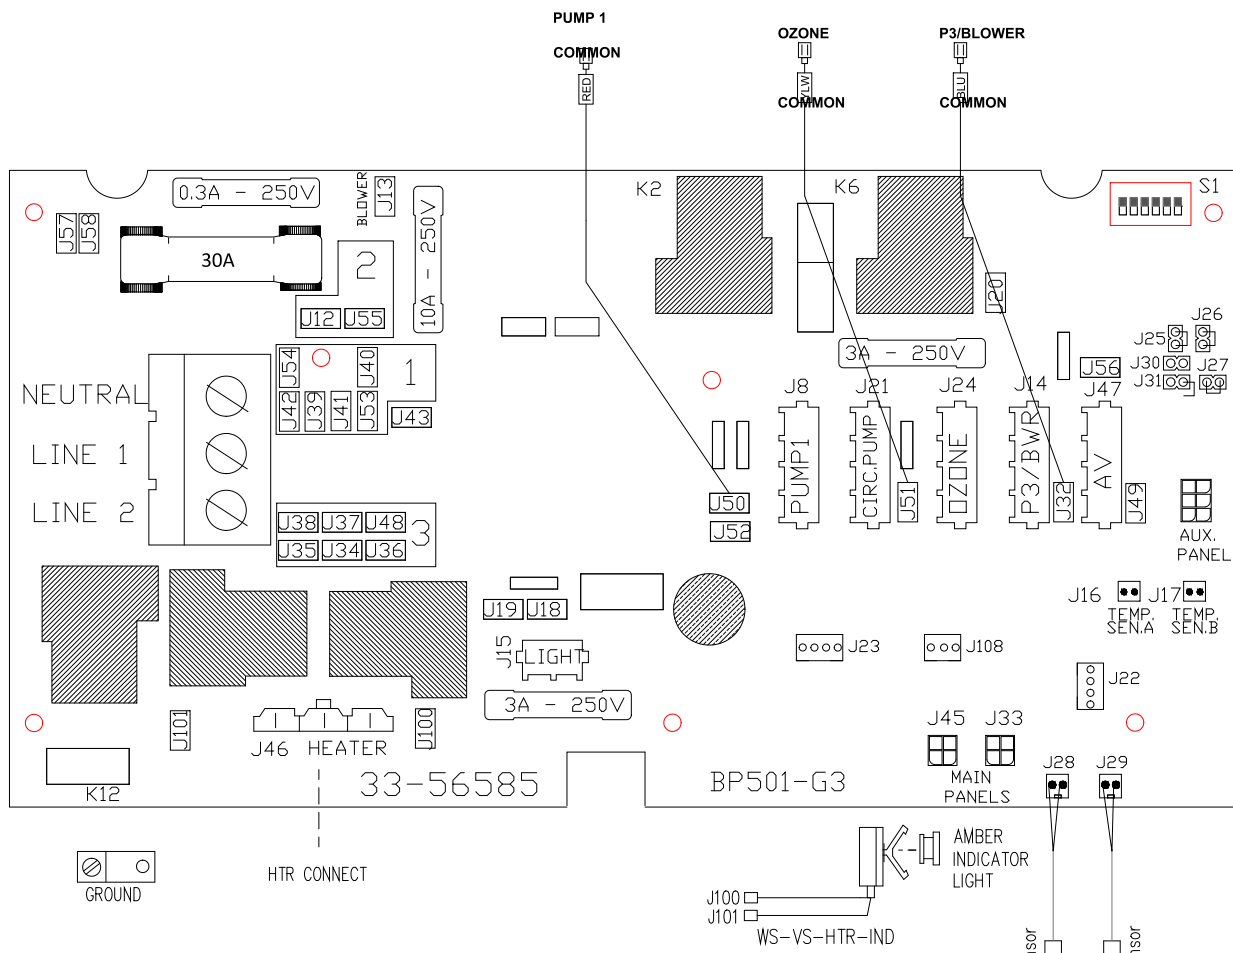 PUMP 1
COMMON
RED
OZONE
YLW
COMMON
P3/BLOWER
BLU
COMMON
0.3A - 250V
BLOWER
J13
K2
K6
S1
J57
J58
30A
2
10A - 250V
J12
J55
J20
J26
J25
J30
J31
J27
J56
3A - 250V
J54
J40
1
J42
J39
J41
J53
J43
NEUTRAL
LINE 1
LINE 2
J8
J21
J24
J14
J47
PUMP1
CIRC.PUMP
OZONE
P3/BWR
AV
J50
J51
J32
J49
J52
J38
J37
J48
J35
J34
J36
3
AUX.
PANEL
J19
J18
J15
LIGHT
3A - 250V
J16
J17
TEMP.
SEN.A
TEMP.
SEN.B
J23
J108
J22
J101
J100
J46
HEATER
J45
J33
MAIN
PANELS
J28
J29
K12
33-56585
BP501-G3
GROUND
HTR CONNECT
AMBER
INDICATOR
LIGHT
J100
J101
WS-VS-HTR-IND